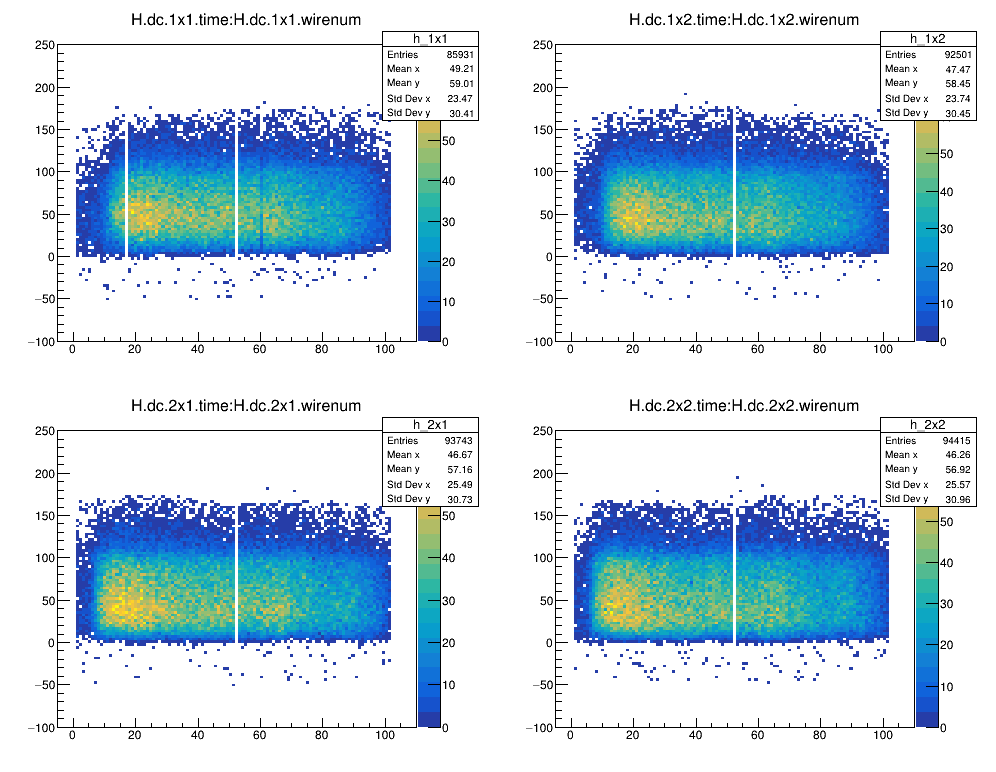 H.dc.1x1.time:H.dc.1x1.wirenum
h_1x1
Entries 85931
Mean x 49.21
Mean y 59.01
Std Dev x 23.47
Std Dev y 30.41
250
200
150
100
50
0
−50
−100
0 20 40 60 80 100
50
40
30
20
10
0
H.dc.1x2.time:H.dc.1x2.wirenum
h_1x2
Entries 92501
Mean x 47.47
Mean y 58.45
Std Dev x 23.74
Std Dev y 30.45
250
200
150
100
50
0
−50
−100
0 20 40 60 80 100
50
40
30
20
10
0
H.dc.2x1.time:H.dc.2x1.wirenum
h_2x1
Entries 93743
Mean x 46.67
Mean y 57.16
Std Dev x 25.49
Std Dev y 30.73
250
200
150
100
50
0
−50
−100
0 20 40 60 80 100
50
40
30
20
10
0
H.dc.2x2.time:H.dc.2x2.wirenum
h_2x2
Entries 94415
Mean x 46.26
Mean y 56.92
Std Dev x 25.57
Std Dev y 30.96
250
200
150
100
50
0
−50
−100
0 20 40 60 80 100
50
40
30
20
10
0